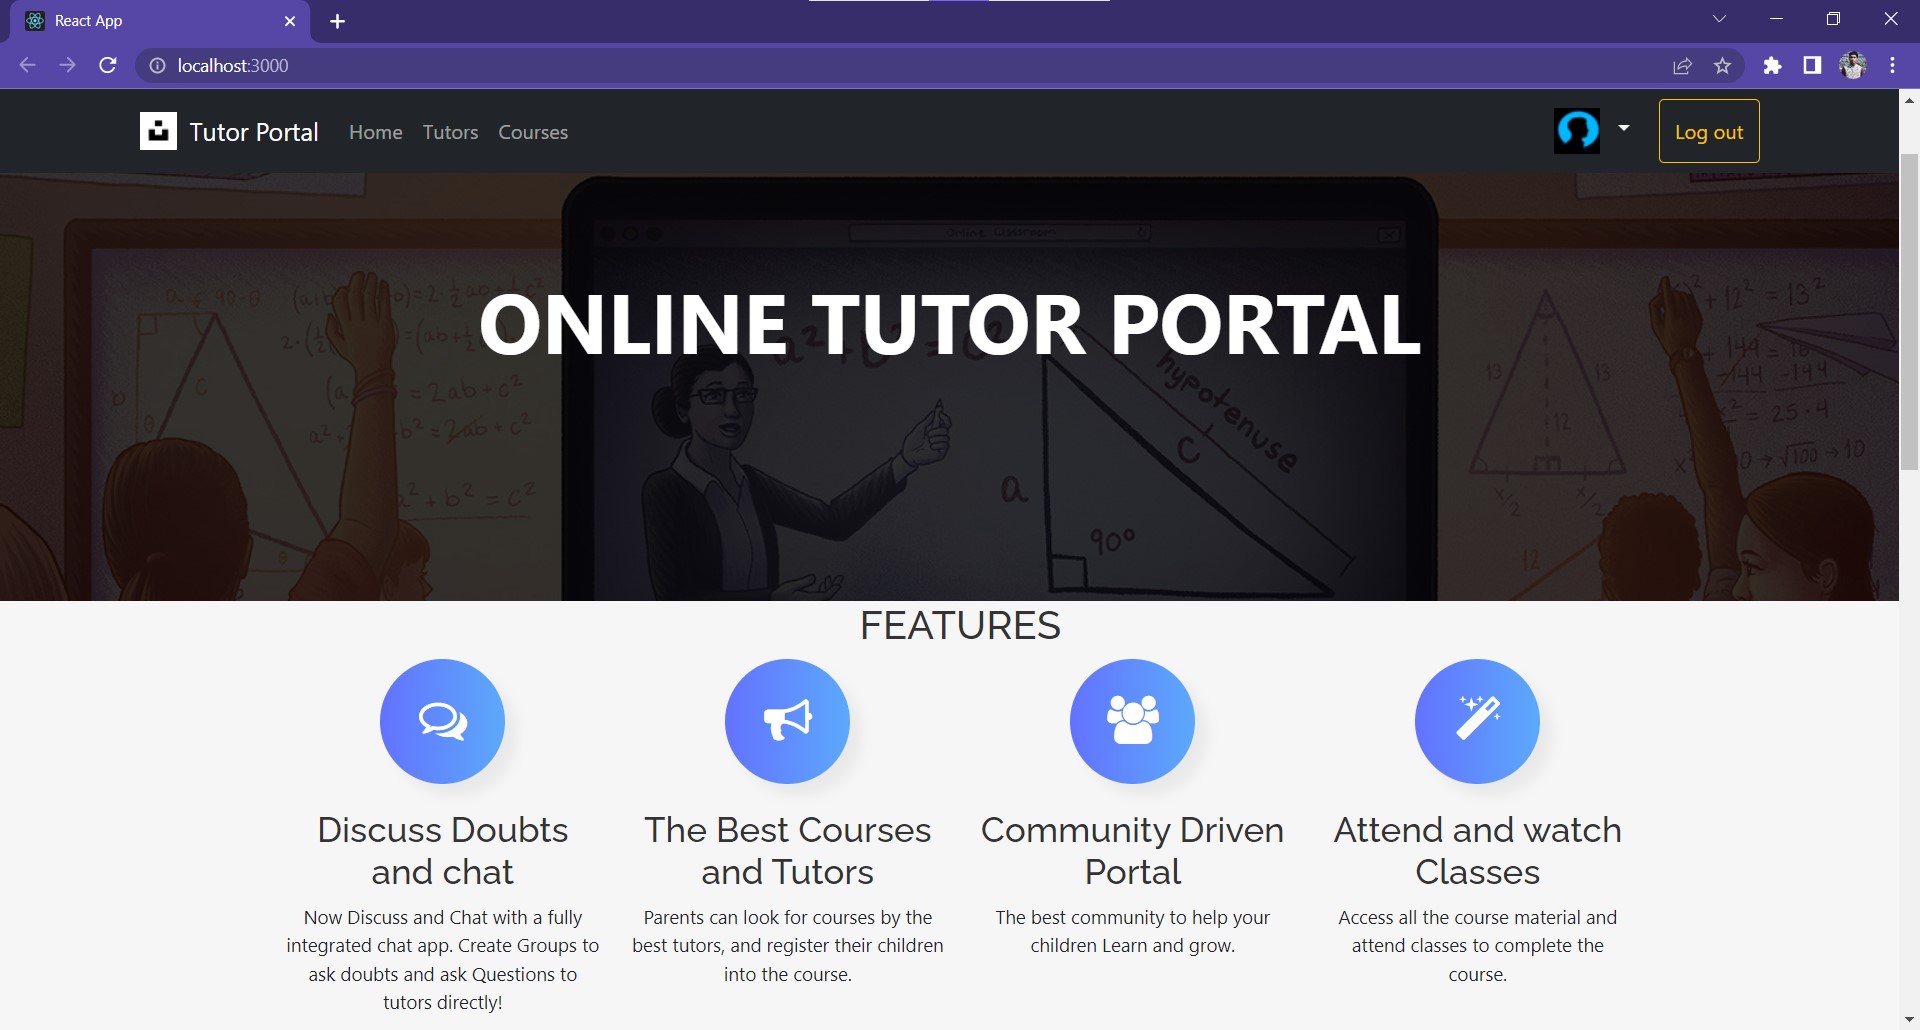 React App
localhost:3000
Tutor Portal Home Tutors Courses Log out
Online Classroom
ONLINE TUTOR PORTAL
hypotenuse
c
a
90°
FEATURES
Discuss Doubts
and chat
Now Discuss and Chat with a fully
integrated chat app. Create Groups to
ask doubts and ask Questions to
tutors directly!
The Best Courses
and Tutors
Parents can look for courses by the
best tutors, and register their children
into the course.
Community Driven
Portal
The best community to help your
children Learn and grow.
Attend and watch
Classes
Access all the course material and
attend classes to complete the
course.